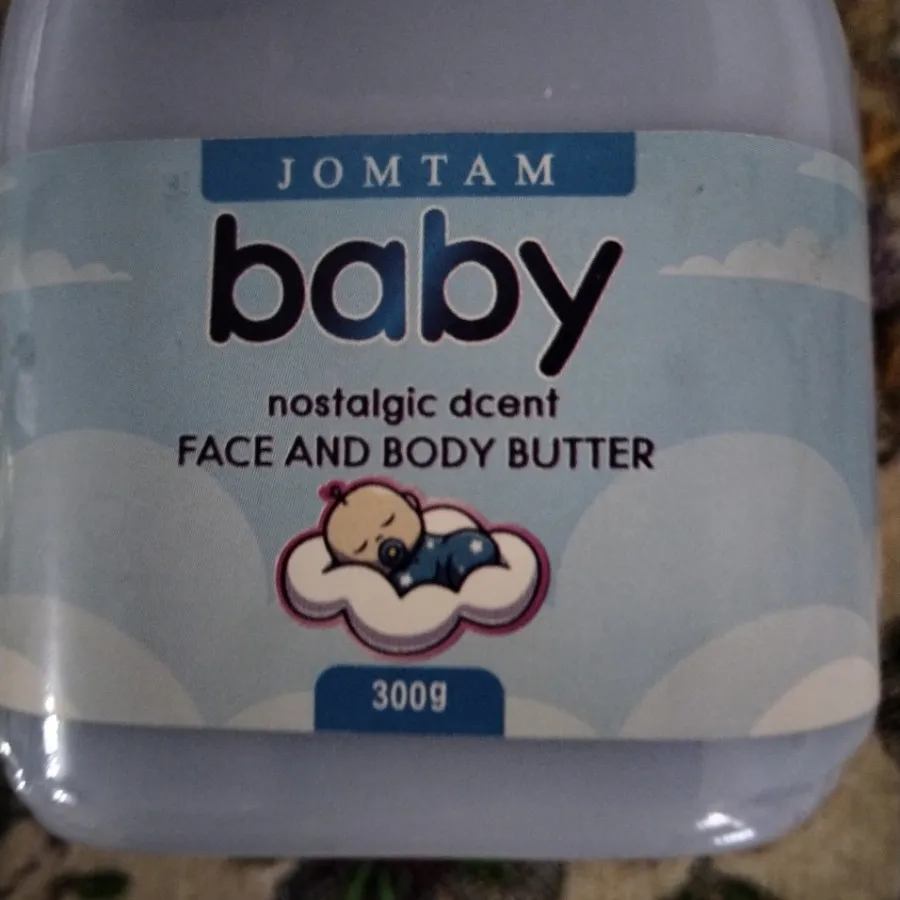 JOMTAM
baby
nostalgic dcent
FACE AND BODY BUTTER
300g